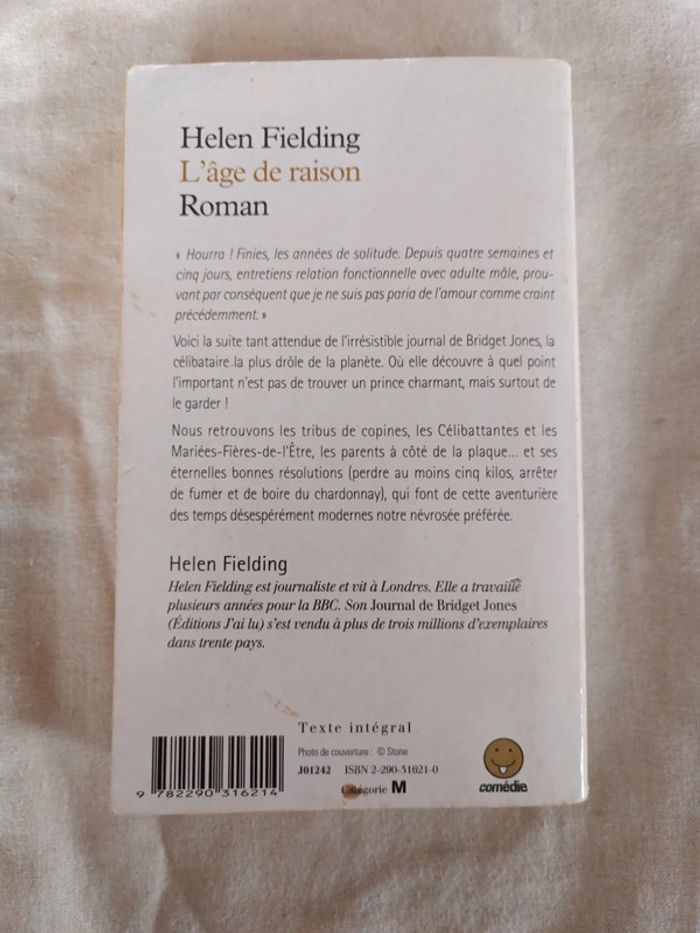 Helen Fielding
L'âge de raison
Roman
« Hourra ! Finies, les années de solitude. Depuis quatre semaines et
cinq jours, entretiens relation fonctionnelle avec adulte mâle, prou-
vant par conséquent que je ne suis pas paria de l'amour comme craint
précédemment. »
Voici la suite tant attendue de l'irrésistible journal de Bridget Jones, la
célibataire la plus drôle de la planète. Où elle découvre à quel point
l'important n'est pas de trouver un prince charmant, mais surtout de
le garder !
Nous retrouvons les tribus de copines, les Célibattantes et les
Mariées-Fières-de-l'Être, les parents à côté de la plaque... et ses
éternelles bonnes résolutions (perdre au moins cinq kilos, arrêter
de fumer et de boire du chardonnay), qui font de cette aventurière
des temps désespérément modernes notre névrosée préférée.
Helen Fielding
Helen Fielding est journaliste et vit à Londres. Elle a travaillé
plusieurs années pour la BBC. Son Journal de Bridget Jones
(Éditions J'ai lu) s'est vendu à plus de trois millions d'exemplaires
dans trente pays.
Texte intégral
Photo de couverture : © Stone
J01242 ISBN 2-290-31621-0
Catégorie M
9 782290 316214
comédie